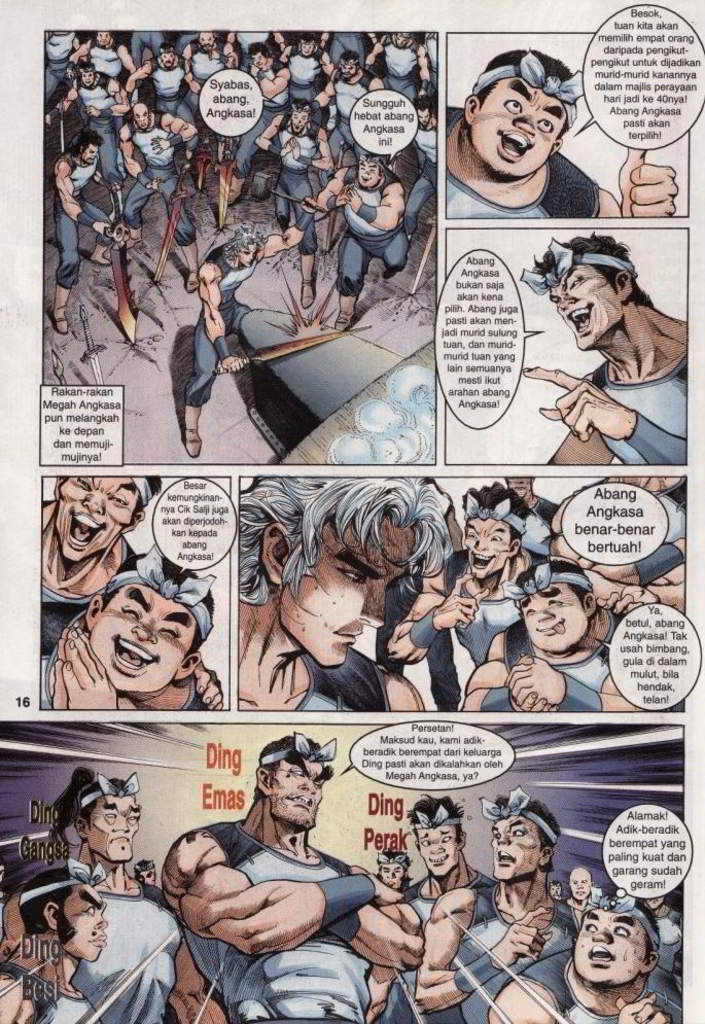 Syabas,
abang,
Angkasa!
Sungguh
hebat abang
Angkasa
ini!
Rakan-rakan
Megah Angkasa
pun melangkah
ke depan
dan memuji-
mujinya!
Besok,
tuan kita akan
memilih empat orang
daripada pengikut-
pengikut untuk dijadikan
murid-murid kanannya
dalam majlis perayaan
hari jadi ke 40nya!
Abang Angkasa
pasti akan
terpilih!
Abang
Angkasa
bukan saja
akan kena
pilih. Abang juga
pasti akan men-
jadi murid sulung
tuan, dan murid-
murid tuan yang
lain semuanya
mesti ikut
arahan abang
Angkasa!
Besar
kemungkinan-
nya Cik Salji juga
akan diperjodoh-
kan kepada
abang
Angkasa!
Abang
Angkasa
benar-benar
bertuah!
Ya,
betul, abang
Angkasa! Tak
usah bimbang,
gula di dalam
mulut, bila
hendak,
telan!
16
Persetan!
Maksud kau, kami adik-
beradik berempat dari keluarga
Ding pasti akan dikalahkan oleh
Megah Angkasa, ya?
Ding
Emas
Ding
Perak
Ding
Gangsa
Ding
Besi
Alamak!
Adik-beradik
berempat yang
paling kuat dan
garang sudah
geram!